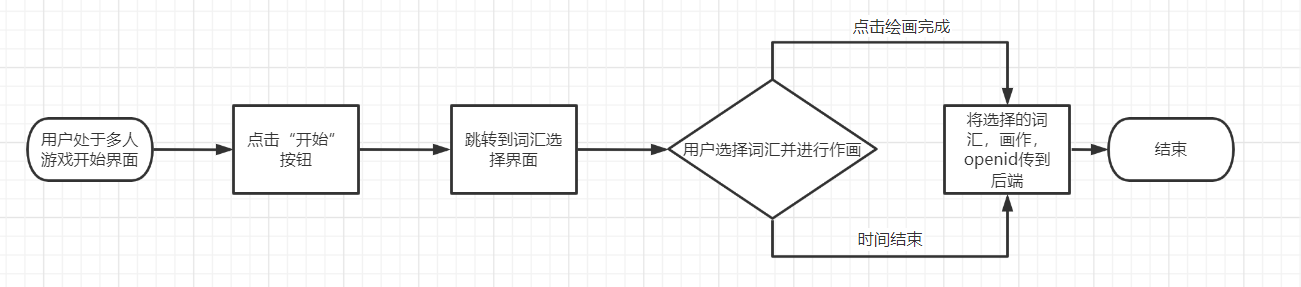 用户处于多人
游戏开始界面
点击“开始”
按钮
跳转到词汇选
择界面
用户选择词汇并进行作画
点击绘画完成
时间结束
将选择的词
汇，画作，
openid传到
后端
结束